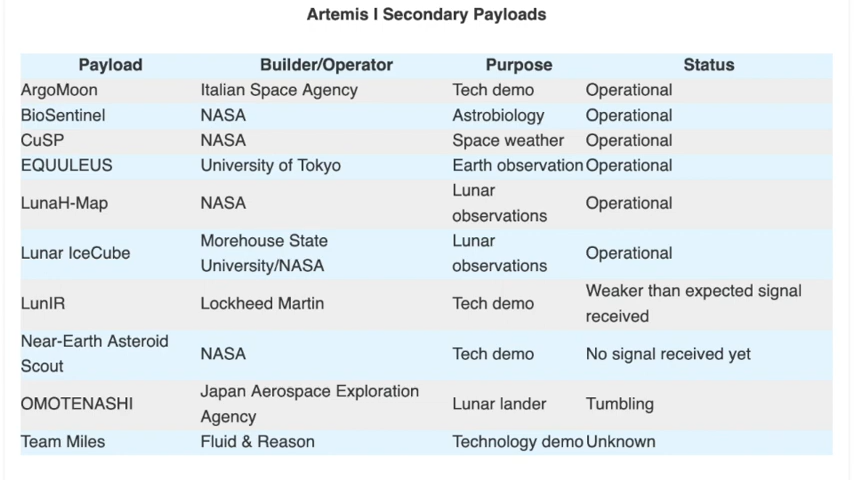 Artemis I Secondary Payloads
Payload Builder/Operator Purpose Status
ArgoMoon Italian Space Agency Tech demo Operational
BioSentinel NASA Astrobiology Operational
CuSP NASA Space weather Operational
EQUULEUS University of Tokyo Earth observation Operational
LunaH-Map NASA Lunar observations Operational
Lunar IceCube Morehouse State University/NASA Lunar observations Operational
LunIR Lockheed Martin Tech demo Weaker than expected signal received
Near-Earth Asteroid Scout NASA Tech demo No signal received yet
OMOTENASHI Japan Aerospace Exploration Agency Lunar lander Tumbling
Team Miles Fluid & Reason Technology demo Unknown